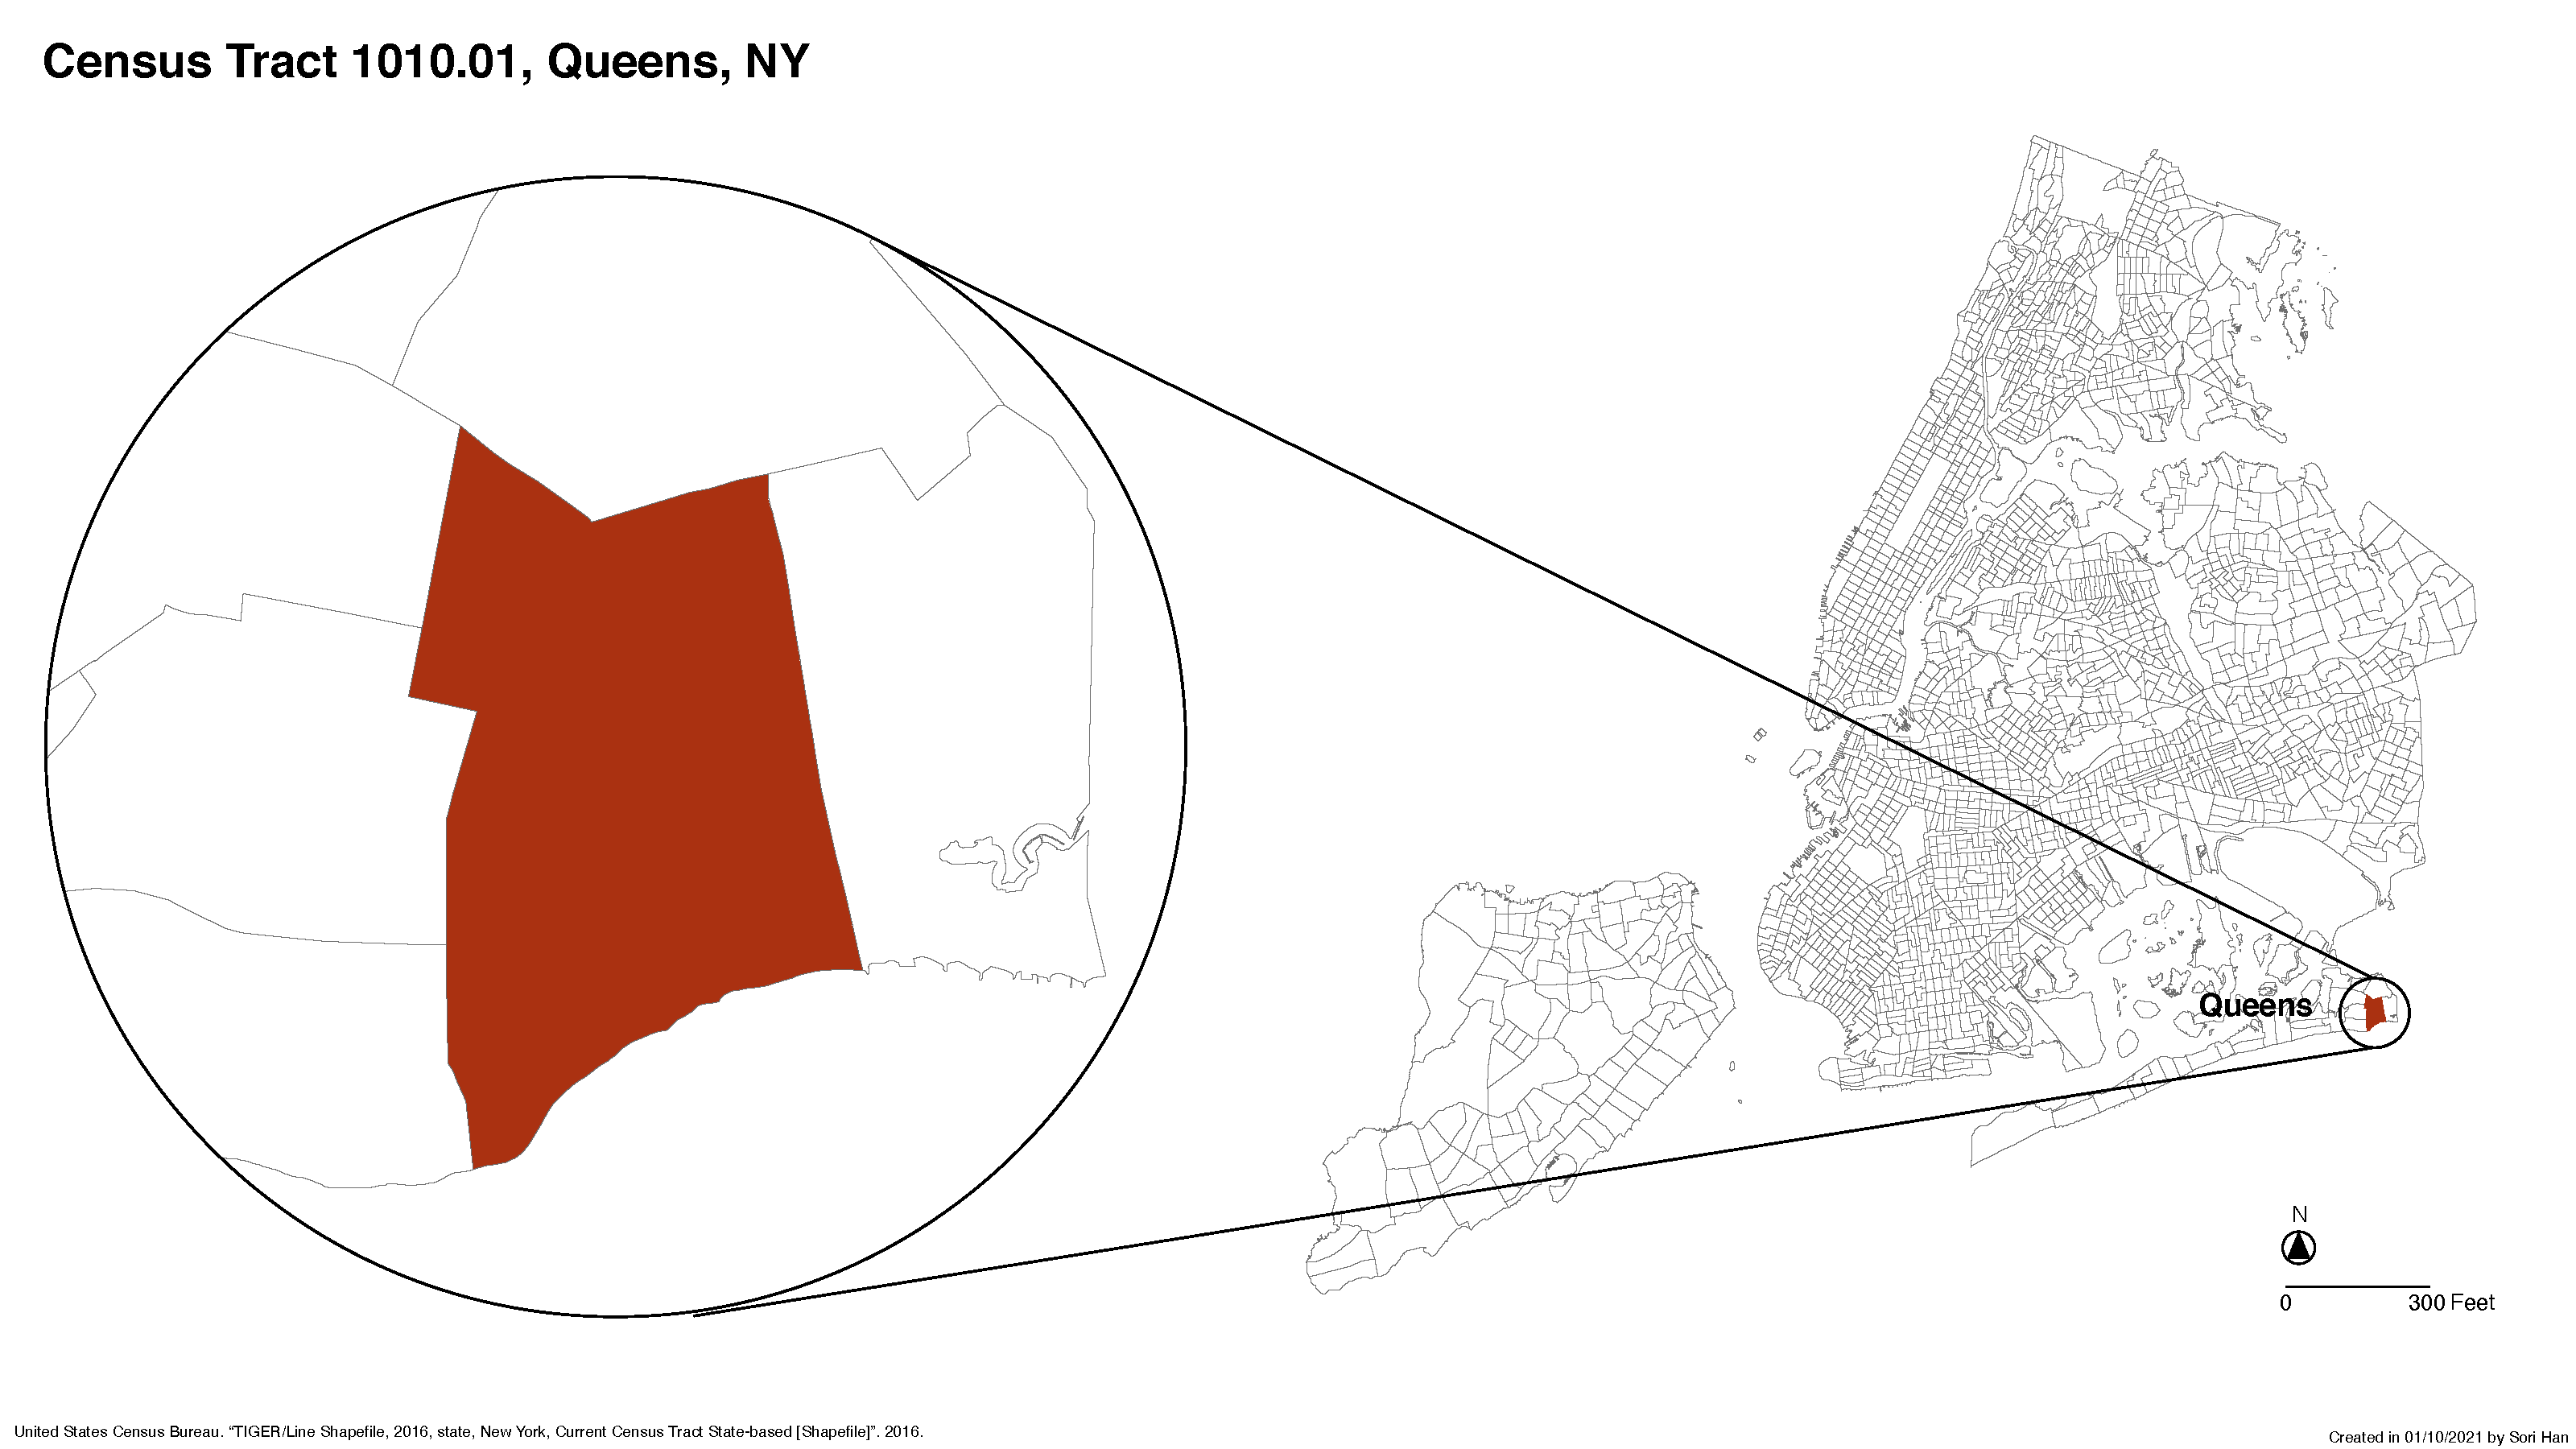 Census Tract 1010.01, Queens, NY
Queens
N
0 300 Feet
United States Census Bureau. “TIGER/Line Shapefile, 2016, state, New York, Current Census Tract State-based [Shapefile]”. 2016.
Created in 01/10/2021 by Sori Han